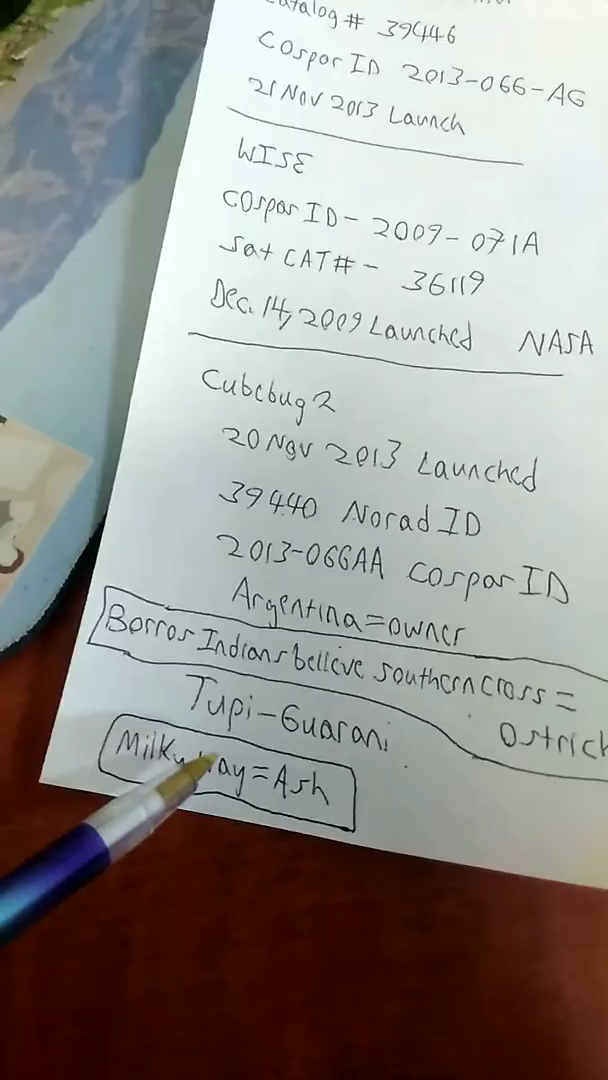 Catalog # 39446
Cospar ID 2013-066-AG
21 Nov 2013 Launch
WISE
Cospar ID - 2009-071A
Sat CAT# - 36119
Dec. 14, 2009 Launched NASA
Cubebug 2
20 Nov 2013 Launched
39440 Norad ID
2013-066AA Cospar ID
Argentina = owner
Borros Indians believe southern cross =
Ostrich
Tupi-Guarani
Milky Way = Ash